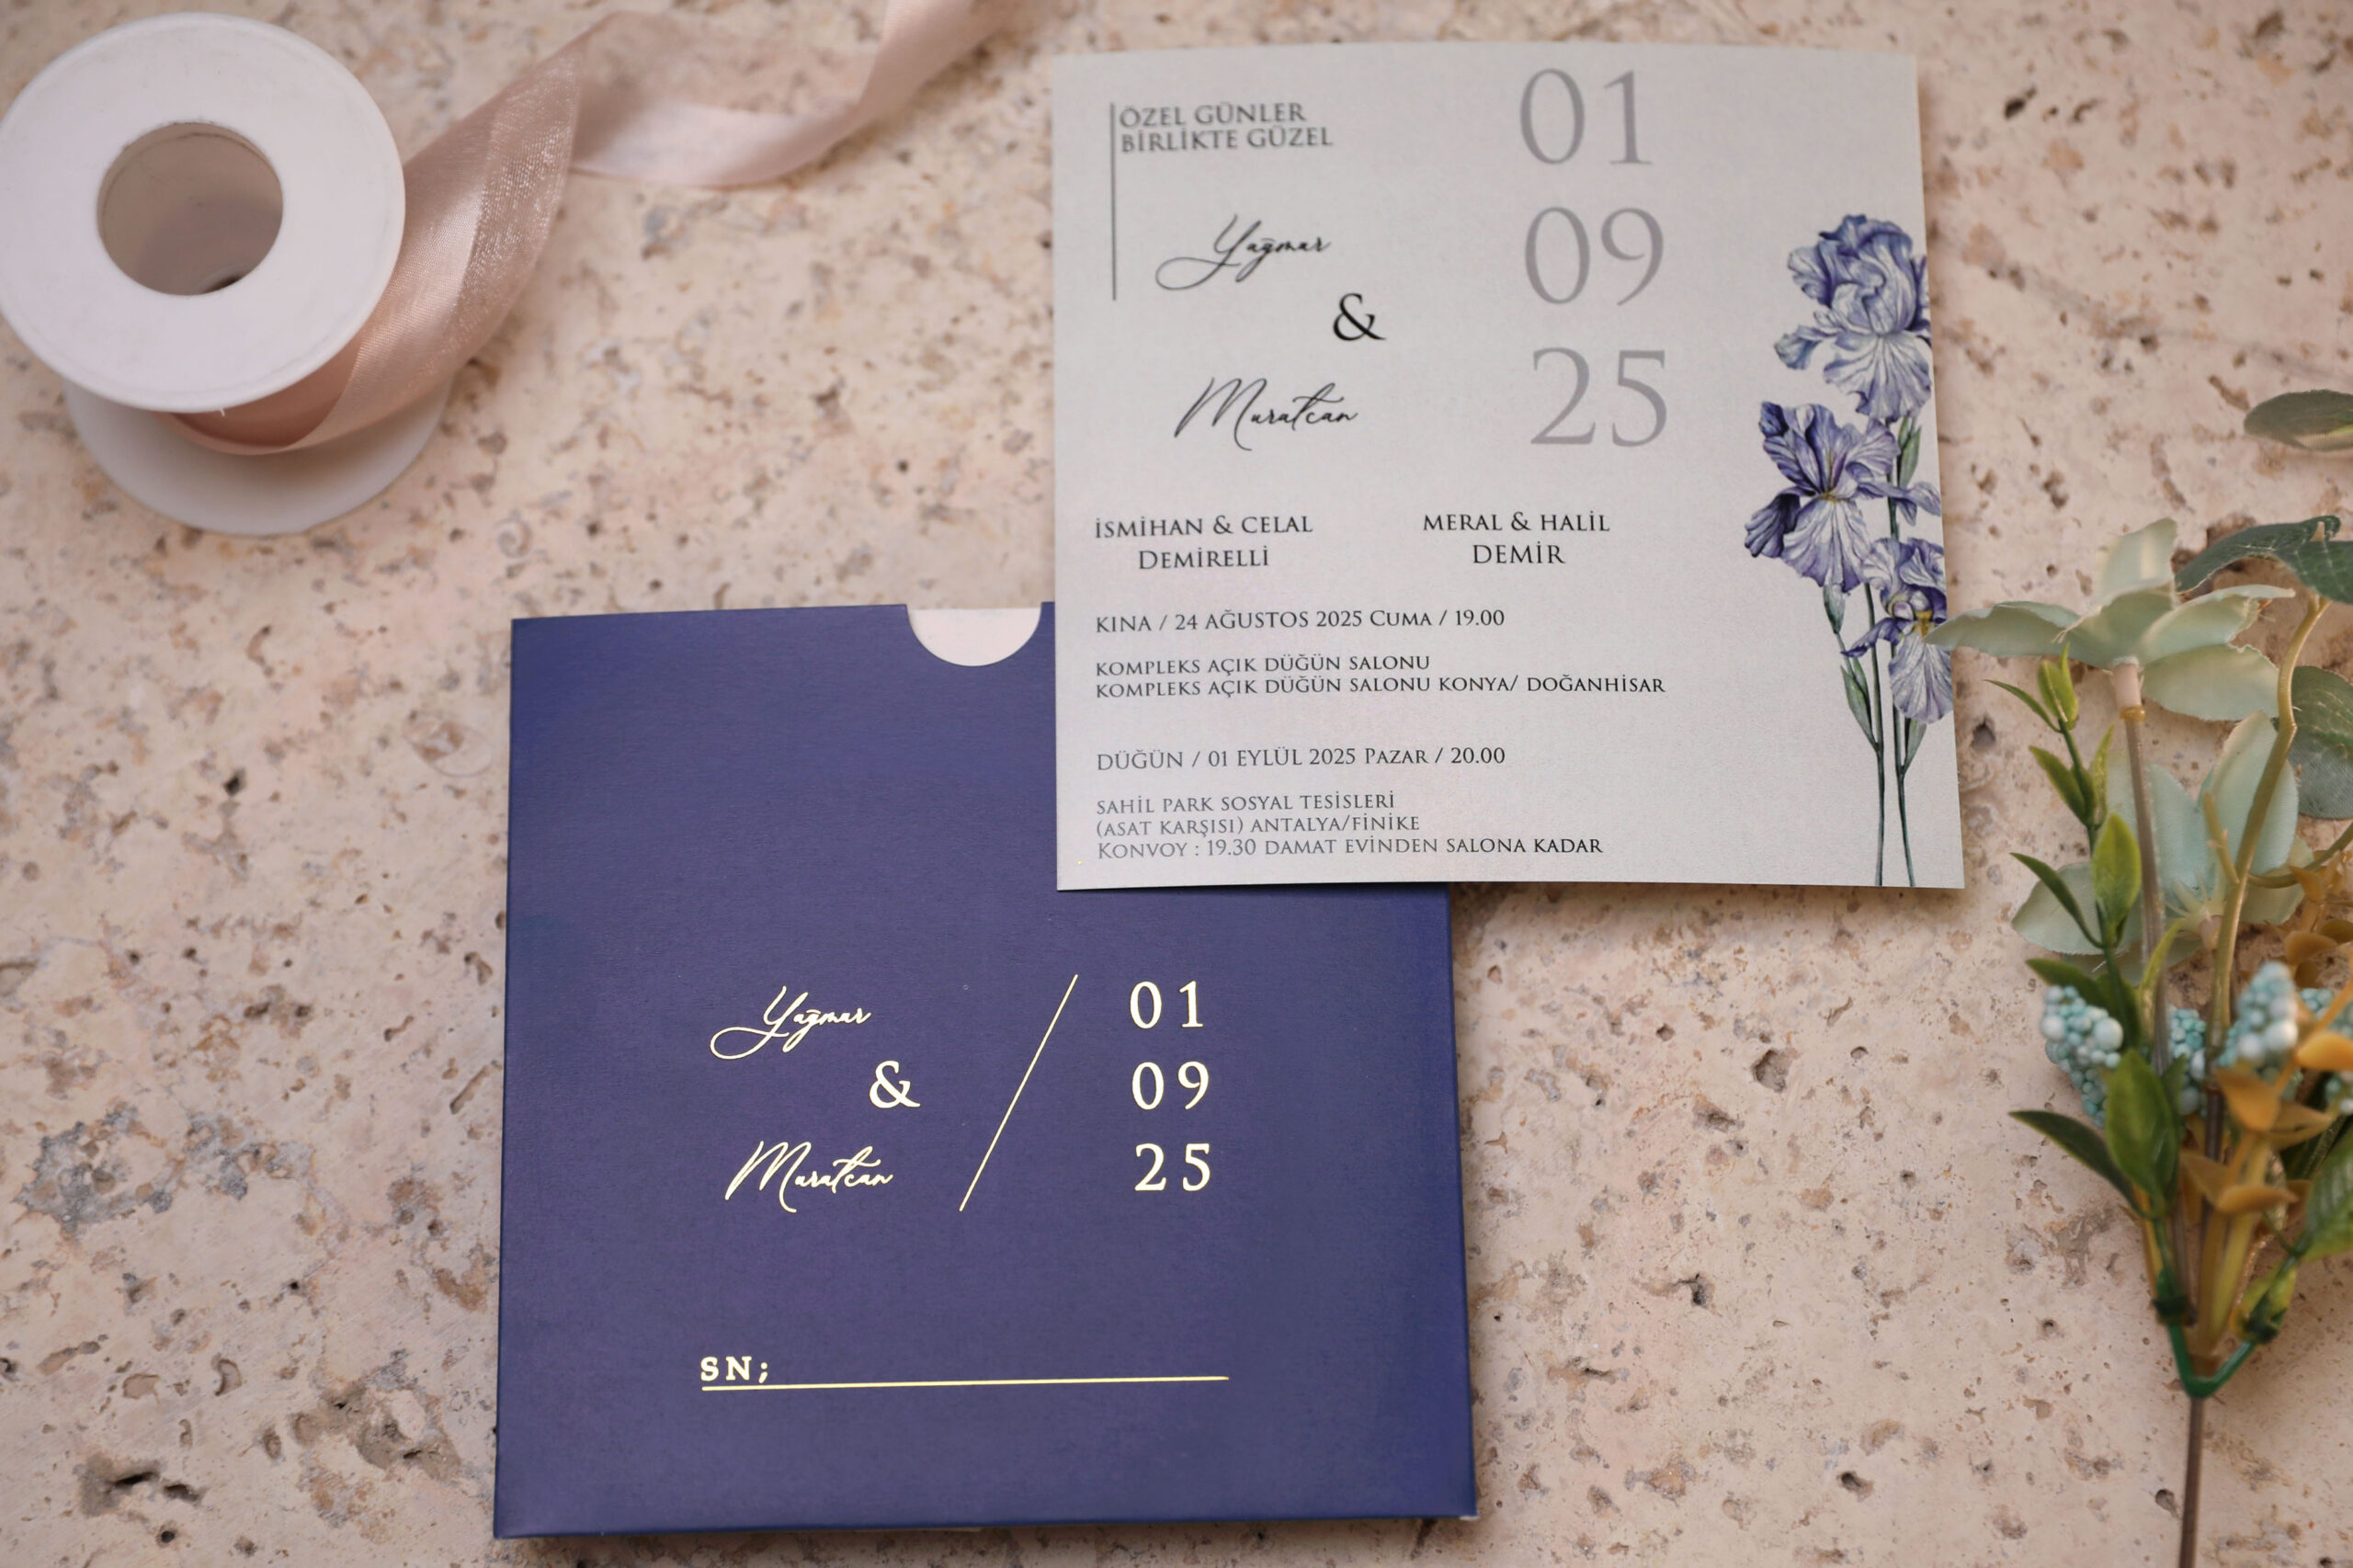 ÖZEL GÜNLER
BİRLİKTE GÜZEL
01
09
25
Yağmur
&
Muratcan
İSMİHAN & CELAL
DEMİRELLİ
MERAL & HALİL
DEMİR
KINA / 24 AĞUSTOS 2025 CUMA / 19.00
KOMPLEKS AÇIK DÜĞÜN SALONU
KOMPLEKS AÇIK DÜĞÜN SALONU KONYA/ DOĞANHİSAR
DÜĞÜN / 01 EYLÜL 2025 PAZAR / 20.00
SAHİL PARK SOSYAL TESİSLERİ
(ASAT KARŞISI) ANTALYA/FİNİKE
KONVOY : 19.30 DAMAT EVİNDEN SALONA KADAR
Yağmur
&
Muratcan
01
09
25
SN;